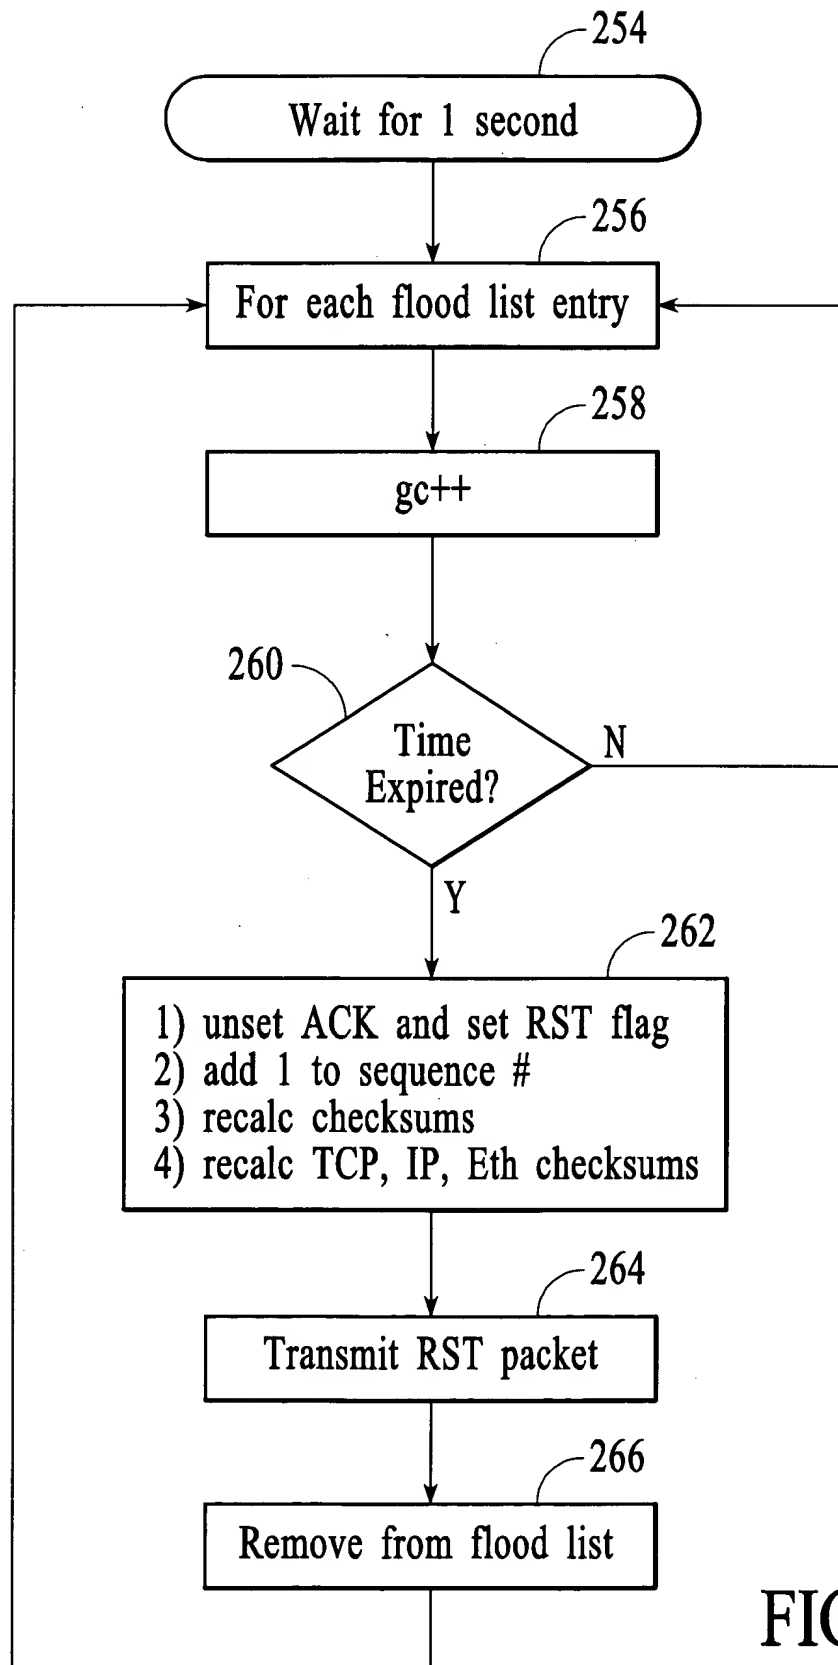 254
Wait for 1 second
256
For each flood list entry
258
gc++
260
Time
Expired?
N
Y
262
1) unset ACK and set RST flag
2) add 1 to sequence #
3) recalc checksums
4) recalc TCP, IP, Eth checksums
264
Transmit RST packet
266
Remove from flood list